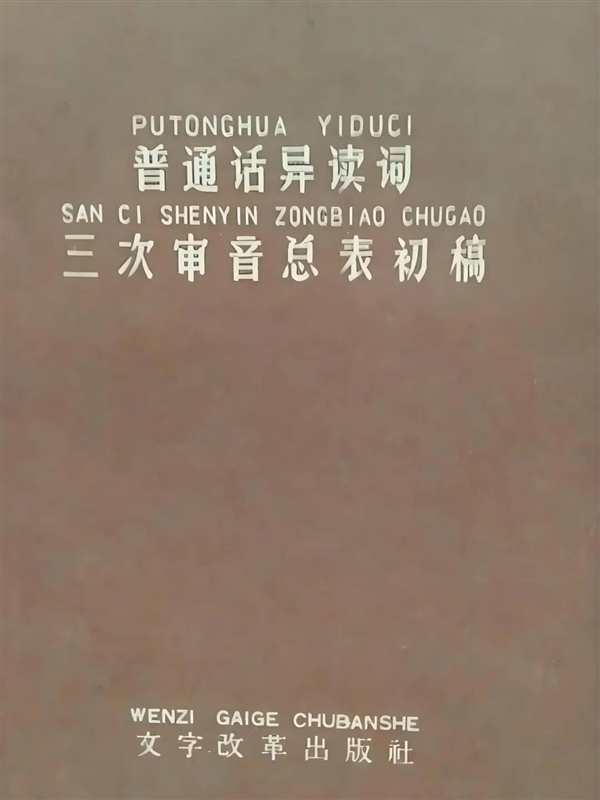 PUTONGHUA YIDUCI
普通话异读词
SAN CI SHENYIN ZONGBIAO CHUGAO
三次审音总表初稿
WENZI GAIGE CHUBANSHE
文字改革出版社